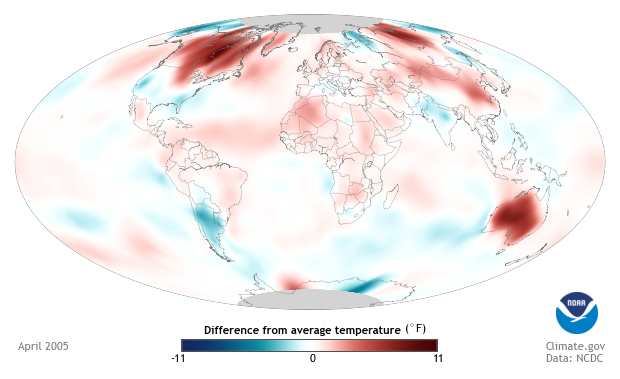 NOAA
Difference from average temperature (°F)
April 2005
-11
0
11
Climate.gov
Data: NCDC